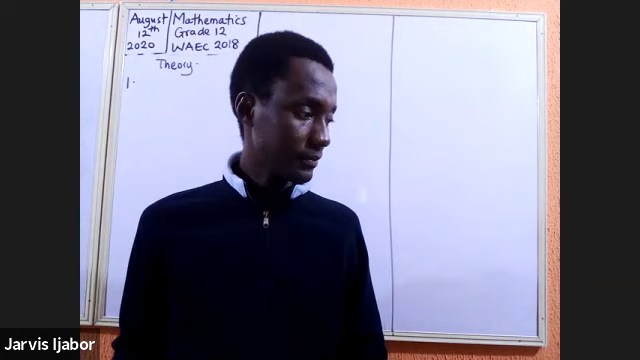 August
12th
2020
Mathematics
Grade 12
WAEC 2018
Theory.
1.
Jarvis Ijabor